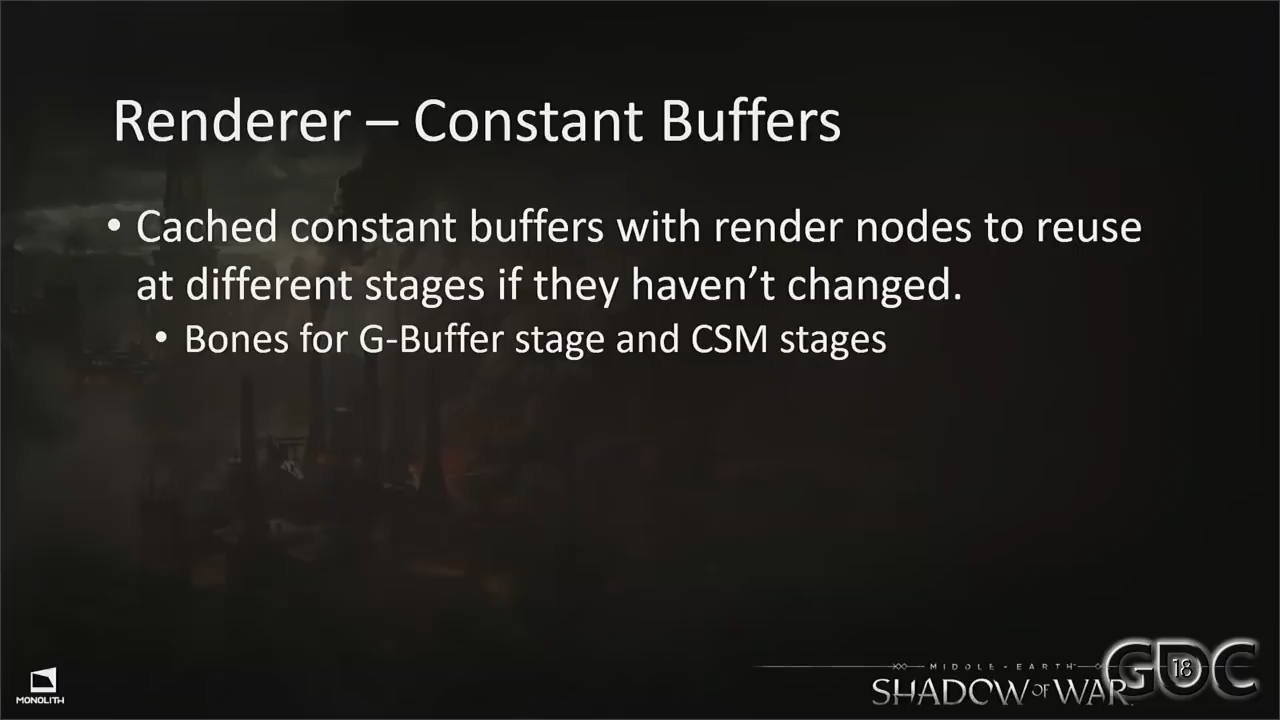 Renderer – Constant Buffers
• Cached constant buffers with render nodes to reuse
at different stages if they haven’t changed.
• Bones for G-Buffer stage and CSM stages
MONOLITH
MIDDLE-EARTH
SHADOW OF WAR
GDC
18